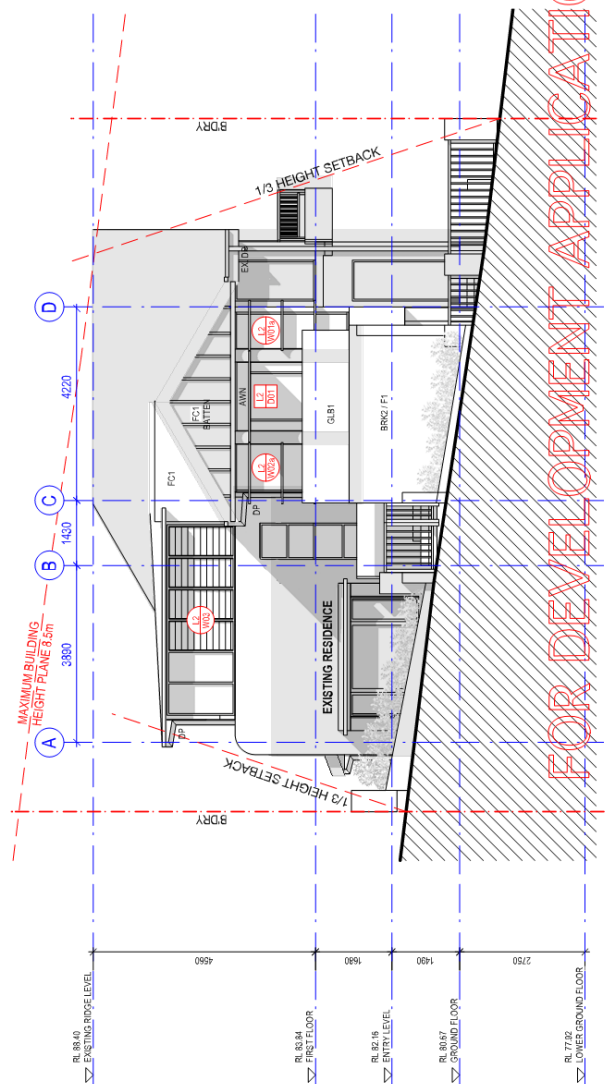 A
B
C
D
3890
1430
4220
MAXIMUM BUILDING
HEIGHT PLANE 8.5m
B'DRY
B'DRY
1/3 HEIGHT SETBACK
1/3 HEIGHT SETBACK
FC1
FC1
BATTEN
AWN
EX.DP
DP
DP
L2
W03
L2
W02a
L2
D01
L2
W01a
GLB1
BRK2 / F1
EXISTING RESIDENCE
RL 88.40
EXISTING RIDGE LEVEL
4560
RL 83.84
FIRST FLOOR
1680
RL 82.16
ENTRY LEVEL
1490
RL 80.67
GROUND FLOOR
2750
RL 77.92
LOWER GROUND FLOOR
FOR DEVELOPMENT APPLICATIO